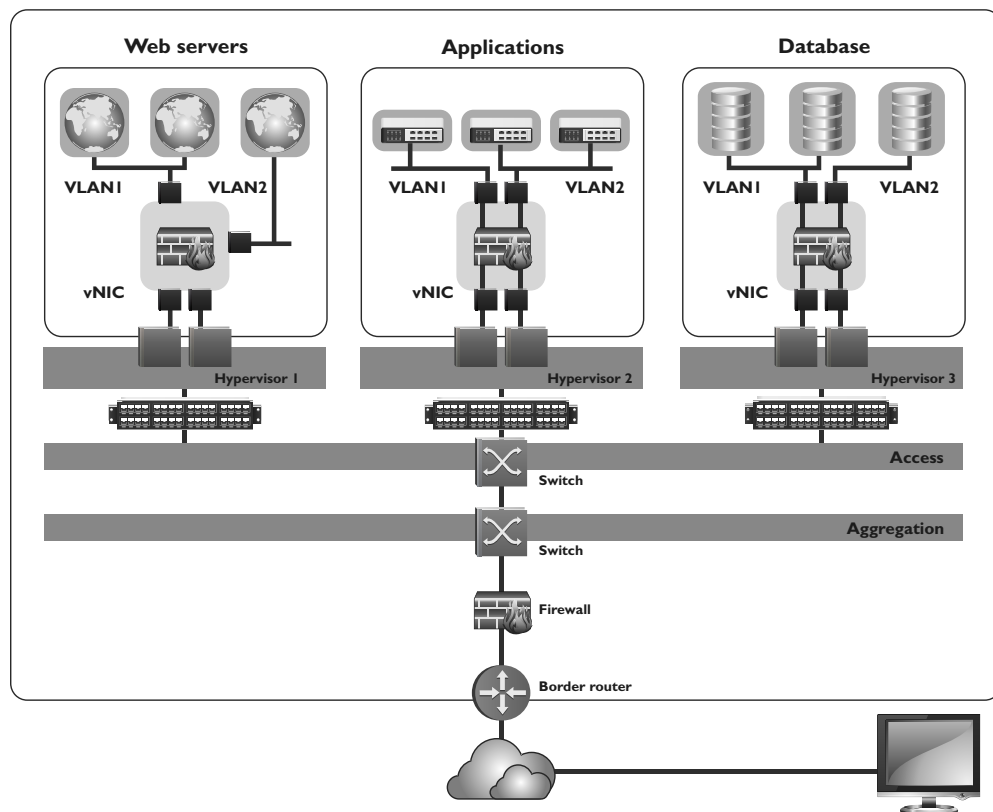 Web servers
Applications
Database
VLAN1
VLAN2
VLAN1
VLAN2
VLAN1
VLAN2
vNIC
vNIC
vNIC
Hypervisor 1
Hypervisor 2
Hypervisor 3
Access
Switch
Aggregation
Switch
Firewall
Border router